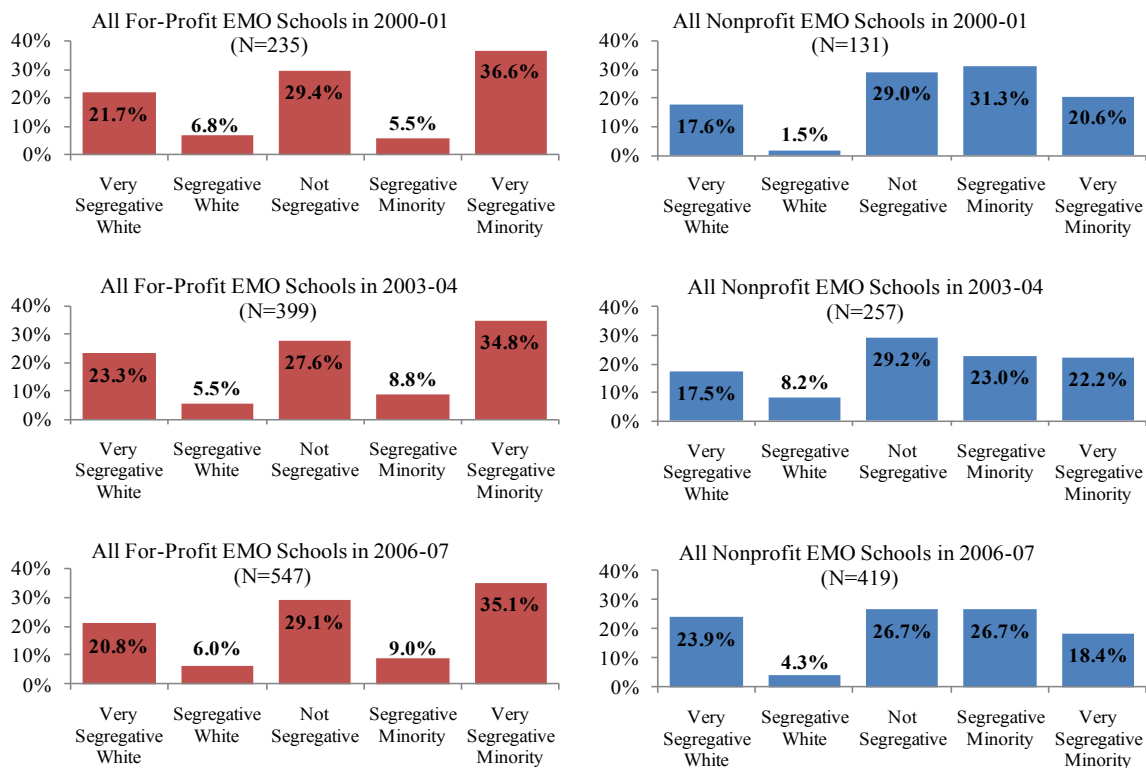 All For-Profit EMO Schools in 2000-01
(N=235)
40%
30%
20%
10%
0%
21.7%
6.8%
29.4%
5.5%
36.6%
Very Segregative Not Segregative Very
Segregative White Segregative Minority Segregative
White Minority
All Nonprofit EMO Schools in 2000-01
(N=131)
40%
30%
20%
10%
0%
17.6%
1.5%
29.0%
31.3%
20.6%
Very Segregative Not Segregative Very
Segregative White Segregative Minority Segregative
White Minority
All For-Profit EMO Schools in 2003-04
(N=399)
40%
30%
20%
10%
0%
23.3%
5.5%
27.6%
8.8%
34.8%
Very Segregative Not Segregative Very
Segregative White Segregative Minority Segregative
White Minority
All Nonprofit EMO Schools in 2003-04
(N=257)
40%
30%
20%
10%
0%
17.5%
8.2%
29.2%
23.0%
22.2%
Very Segregative Not Segregative Very
Segregative White Segregative Minority Segregative
White Minority
All For-Profit EMO Schools in 2006-07
(N=547)
40%
30%
20%
10%
0%
20.8%
6.0%
29.1%
9.0%
35.1%
Very Segregative Not Segregative Very
Segregative White Segregative Minority Segregative
White Minority
All Nonprofit EMO Schools in 2006-07
(N=419)
40%
30%
20%
10%
0%
23.9%
4.3%
26.7%
26.7%
18.4%
Very Segregative Not Segregative Very
Segregative White Segregative Minority Segregative
White Minority